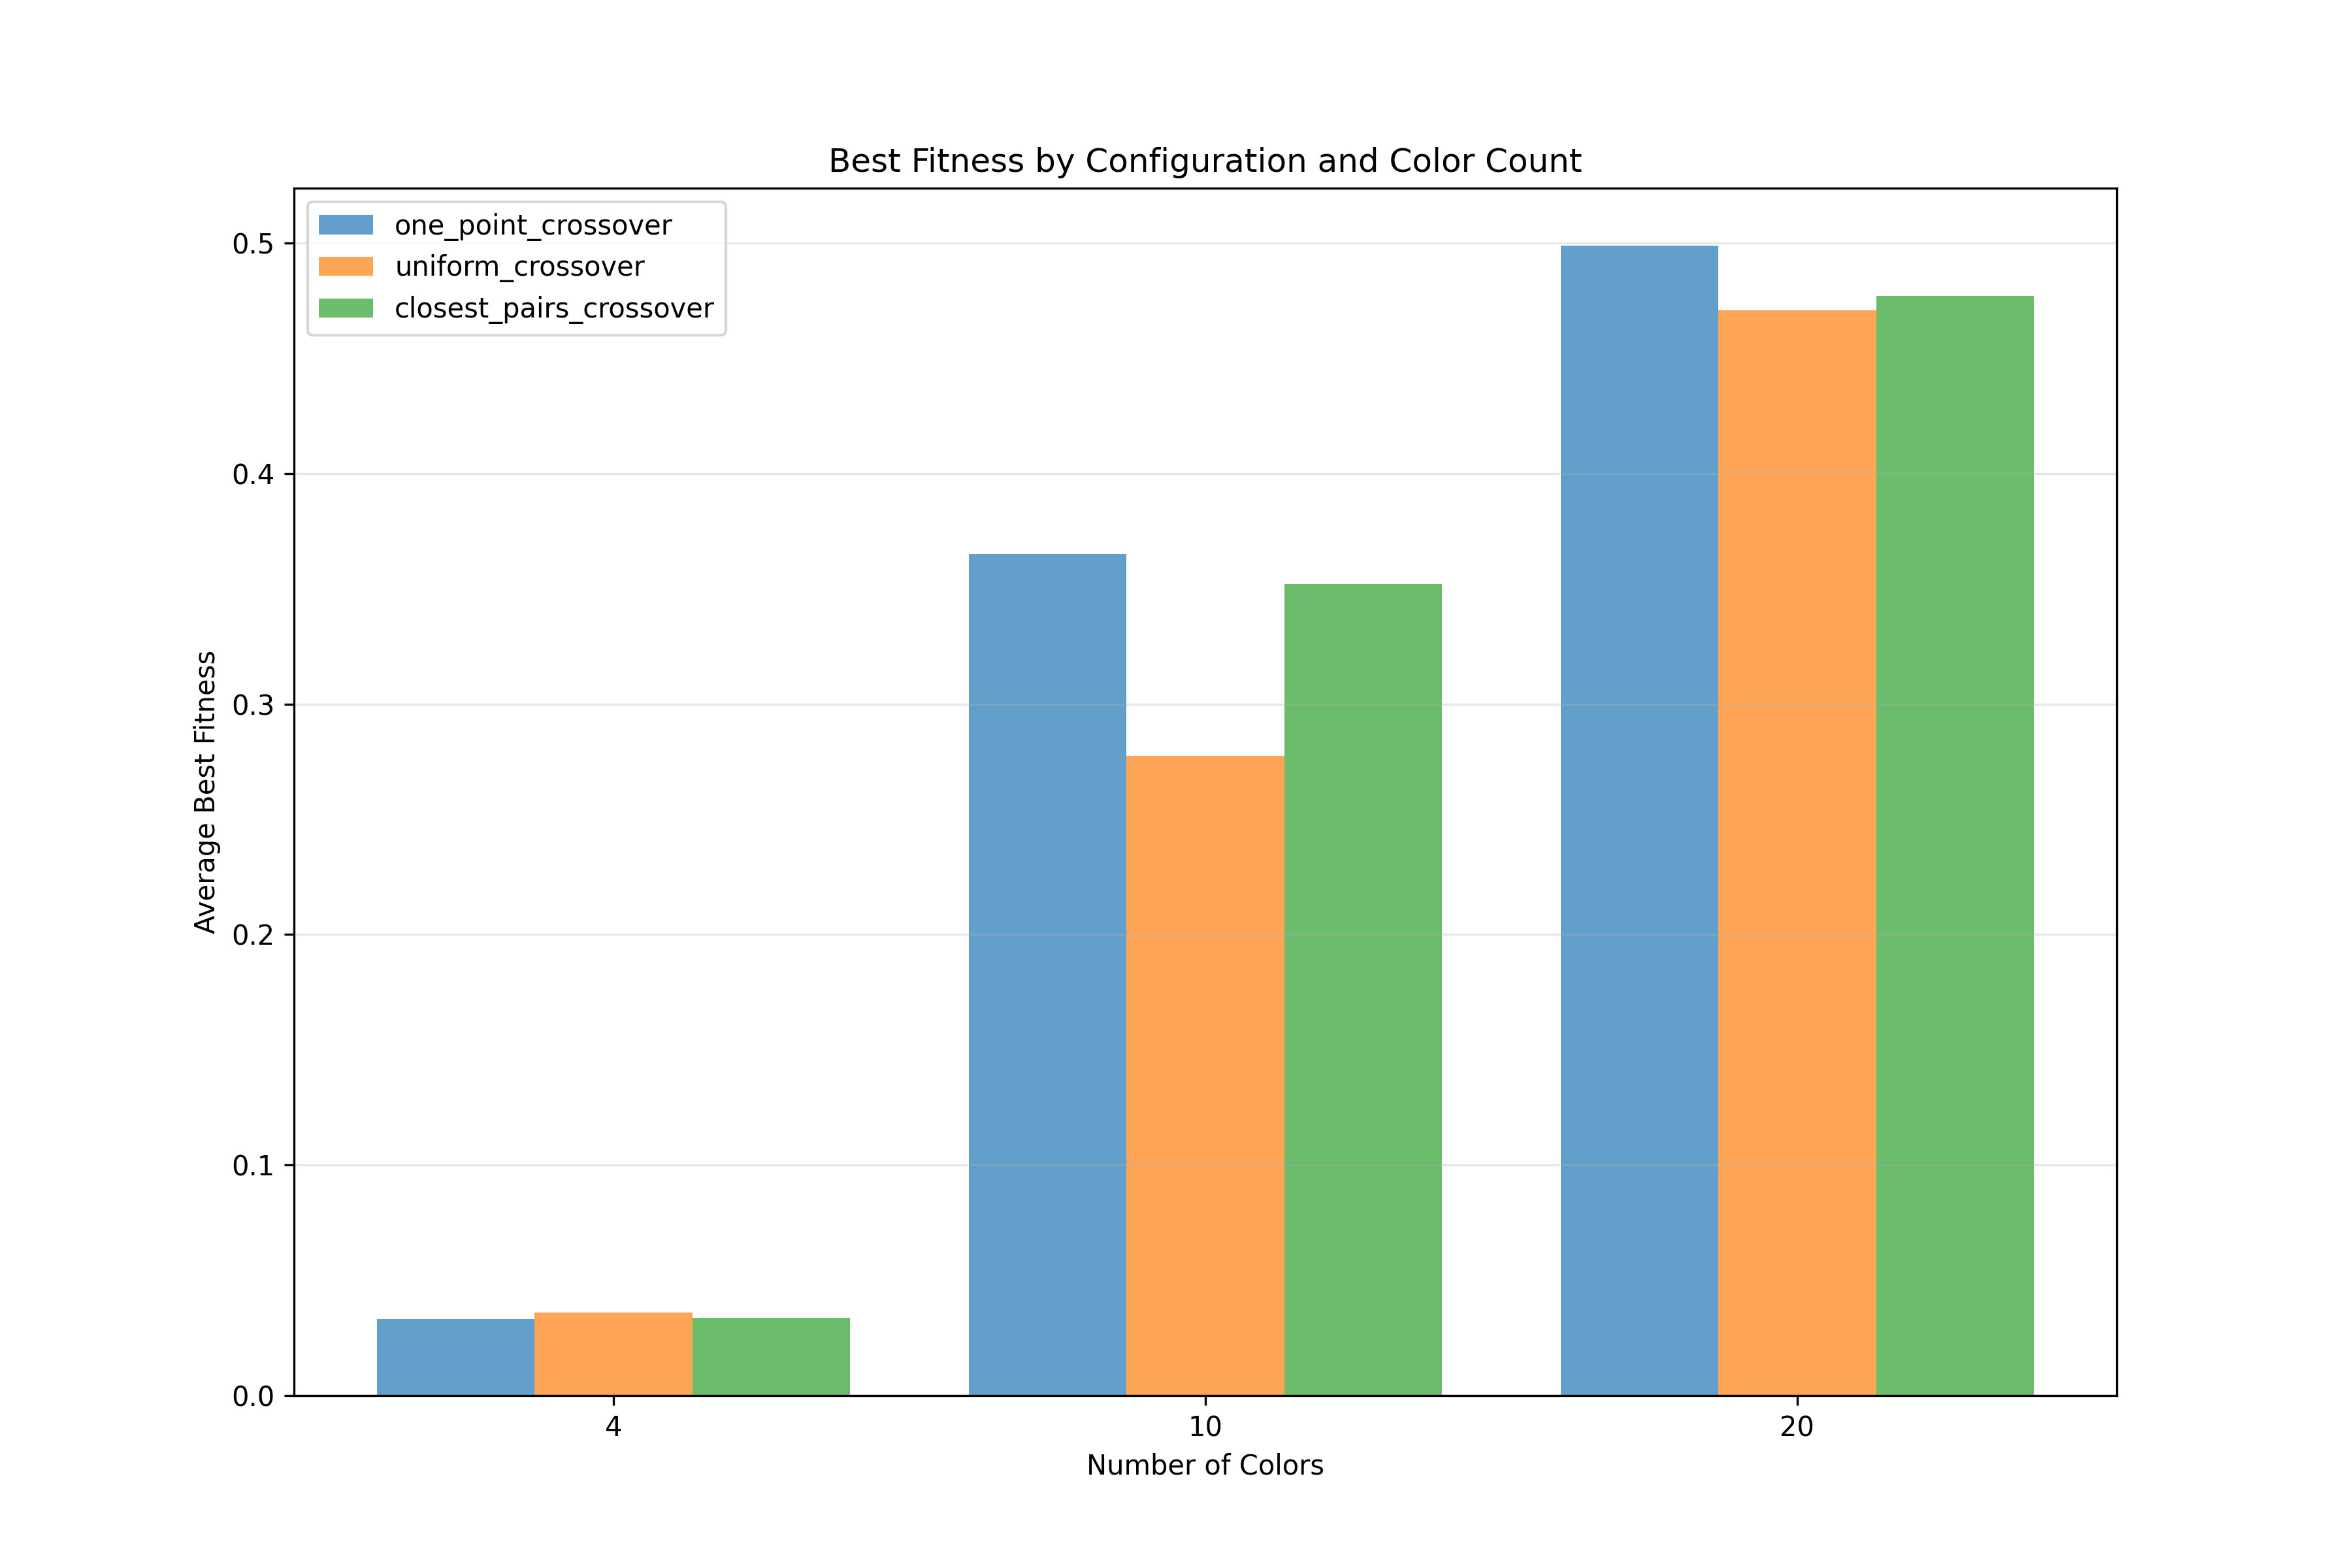 Best Fitness by Configuration and Color Count
one_point_crossover
uniform_crossover
closest_pairs_crossover
Average Best Fitness
0.5
0.4
0.3
0.2
0.1
0.0
4
10
20
Number of Colors